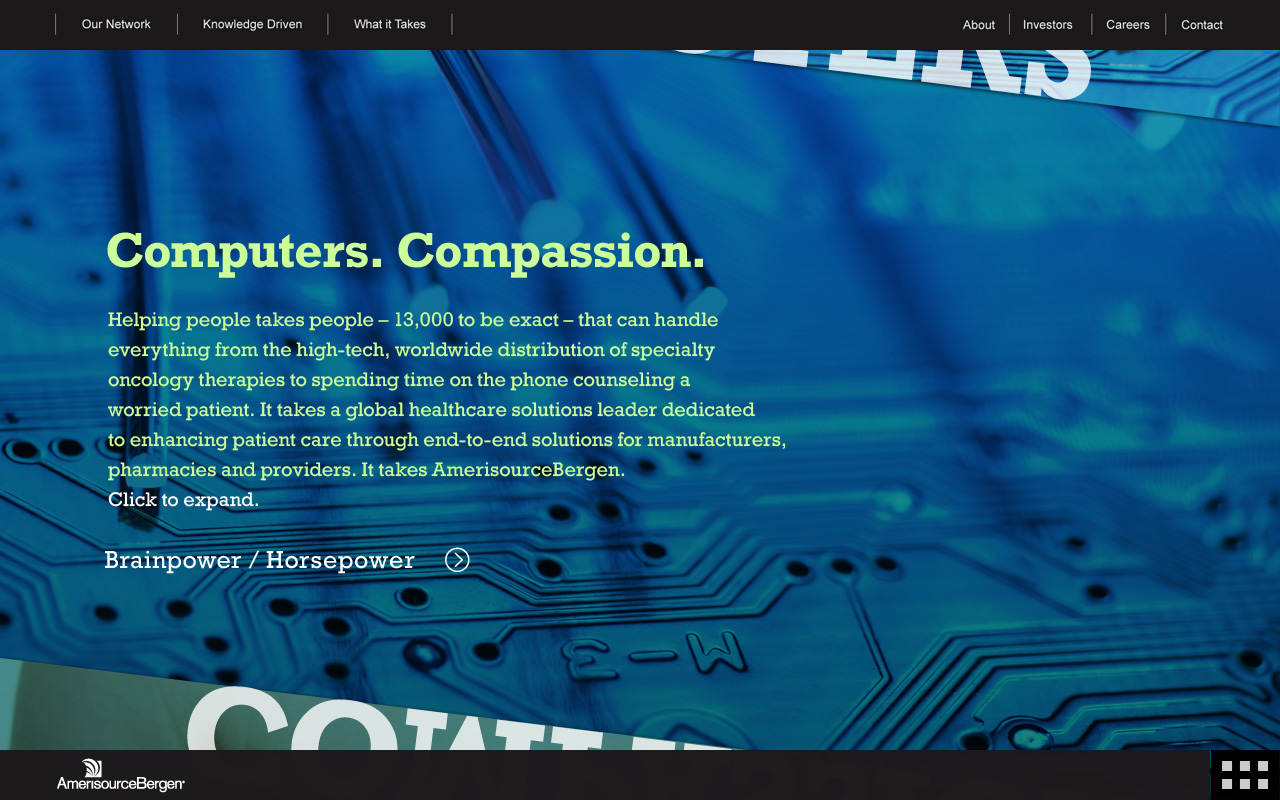 Our Network
Knowledge Driven
What it Takes
About
Investors
Careers
Contact
Computers. Compassion.
Helping people takes people – 13,000 to be exact – that can handle
everything from the high-tech, worldwide distribution of specialty
oncology therapies to spending time on the phone counseling a
worried patient. It takes a global healthcare solutions leader dedicated
to enhancing patient care through end-to-end solutions for manufacturers,
pharmacies and providers. It takes AmerisourceBergen.
Click to expand.
Brainpower / Horsepower
M-3
AmerisourceBergen